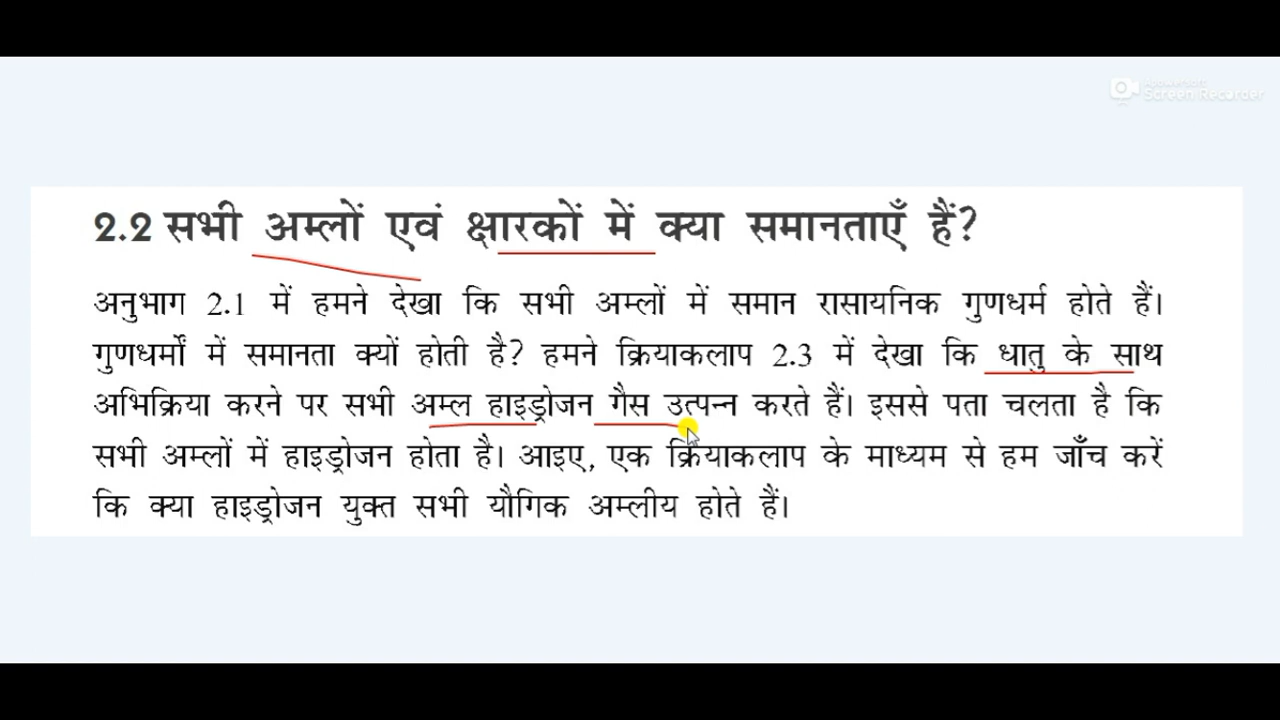 Apowersoft
Screen Recorder
2.2 सभी अम्लों एवं क्षारकों में क्या समानताएँ हैं?
अनुभाग 2.1 में हमने देखा कि सभी अम्लों में समान रासायनिक गुणधर्म होते हैं।
गुणधर्मों में समानता क्यों होती है? हमने क्रियाकलाप 2.3 में देखा कि धातु के साथ
अभिक्रिया करने पर सभी अम्ल हाइड्रोजन गैस उत्पन्न करते हैं। इससे पता चलता है कि
सभी अम्लों में हाइड्रोजन होता है। आइए, एक क्रियाकलाप के माध्यम से हम जाँच करें
कि क्या हाइड्रोजन युक्त सभी यौगिक अम्लीय होते हैं।